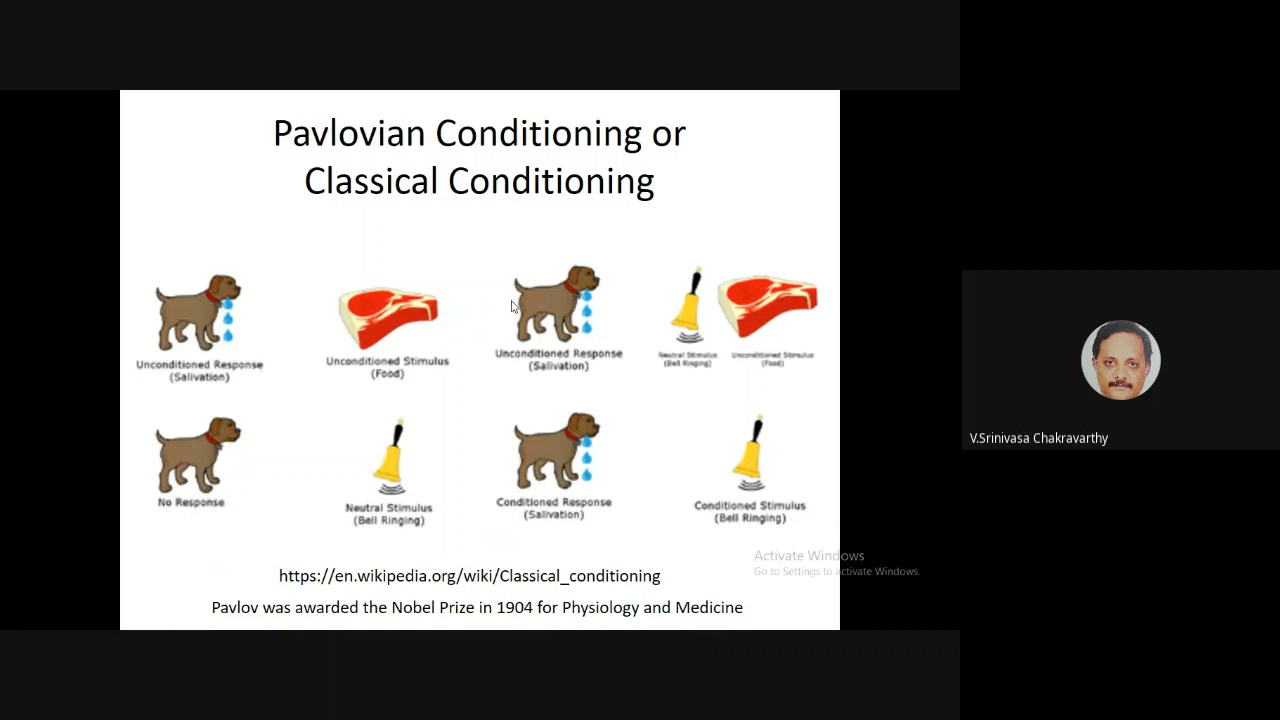 Pavlovian Conditioning or
Classical Conditioning
Unconditioned Response
(Salivation)
Unconditioned Stimulus
(Food)
Unconditioned Response
(Salivation)
Neutral Stimulus
(Bell Ringing)
Unconditioned Stimulus
(Food)
No Response
Neutral Stimulus
(Bell Ringing)
Conditioned Response
(Salivation)
Conditioned Stimulus
(Bell Ringing)
https://en.wikipedia.org/wiki/Classical_conditioning
Pavlov was awarded the Nobel Prize in 1904 for Physiology and Medicine
Activate Windows
Go to Settings to activate Windows.
V.Srinivasa Chakravarthy